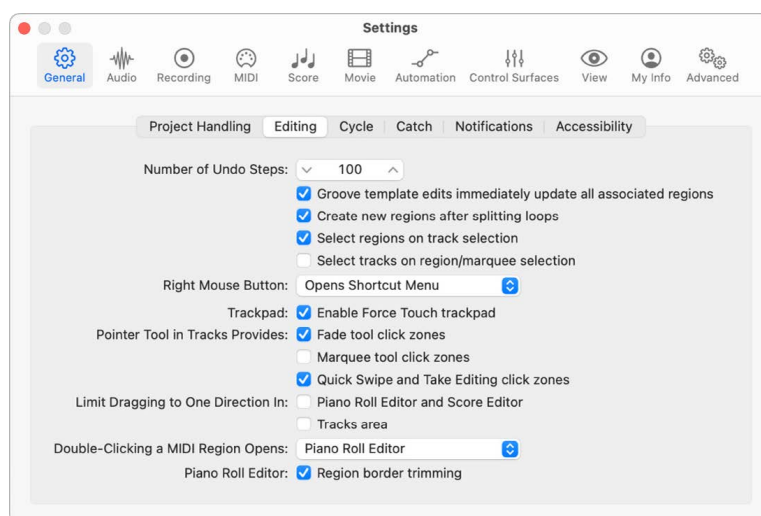 Settings
General Audio Recording MIDI Score Movie Automation Control Surfaces View My Info Advanced
Project Handling Editing Cycle Catch Notifications Accessibility
Number of Undo Steps: 100
Groove template edits immediately update all associated regions
Create new regions after splitting loops
Select regions on track selection
Select tracks on region/marquee selection
Right Mouse Button: Opens Shortcut Menu
Trackpad: Enable Force Touch trackpad
Pointer Tool in Tracks Provides: Fade tool click zones
Marquee tool click zones
Quick Swipe and Take Editing click zones
Limit Dragging to One Direction In: Piano Roll Editor and Score Editor
Tracks area
Double-Clicking a MIDI Region Opens: Piano Roll Editor
Piano Roll Editor: Region border trimming